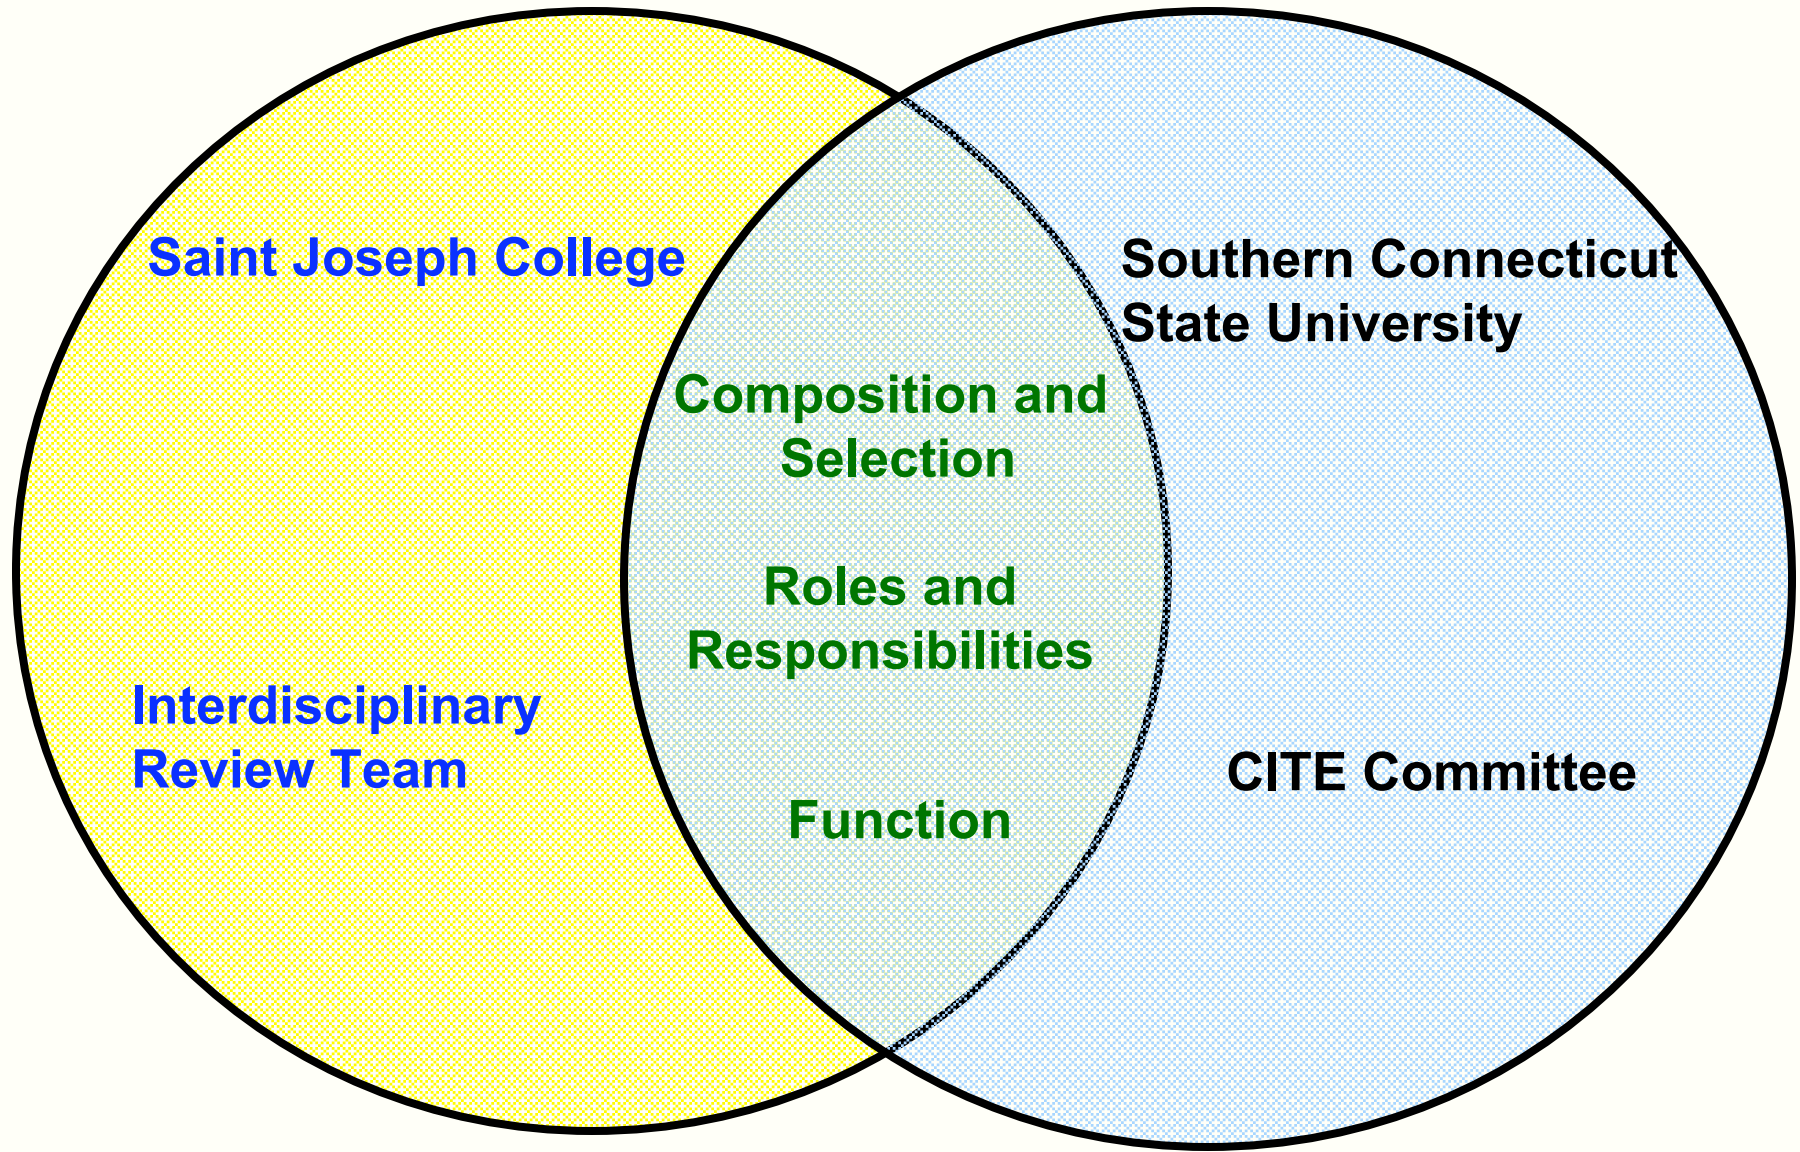 Saint Joseph College
Interdisciplinary
Review Team
Composition and
Selection
Roles and
Responsibilities
Function
Southern Connecticut
State University
CITE Committee